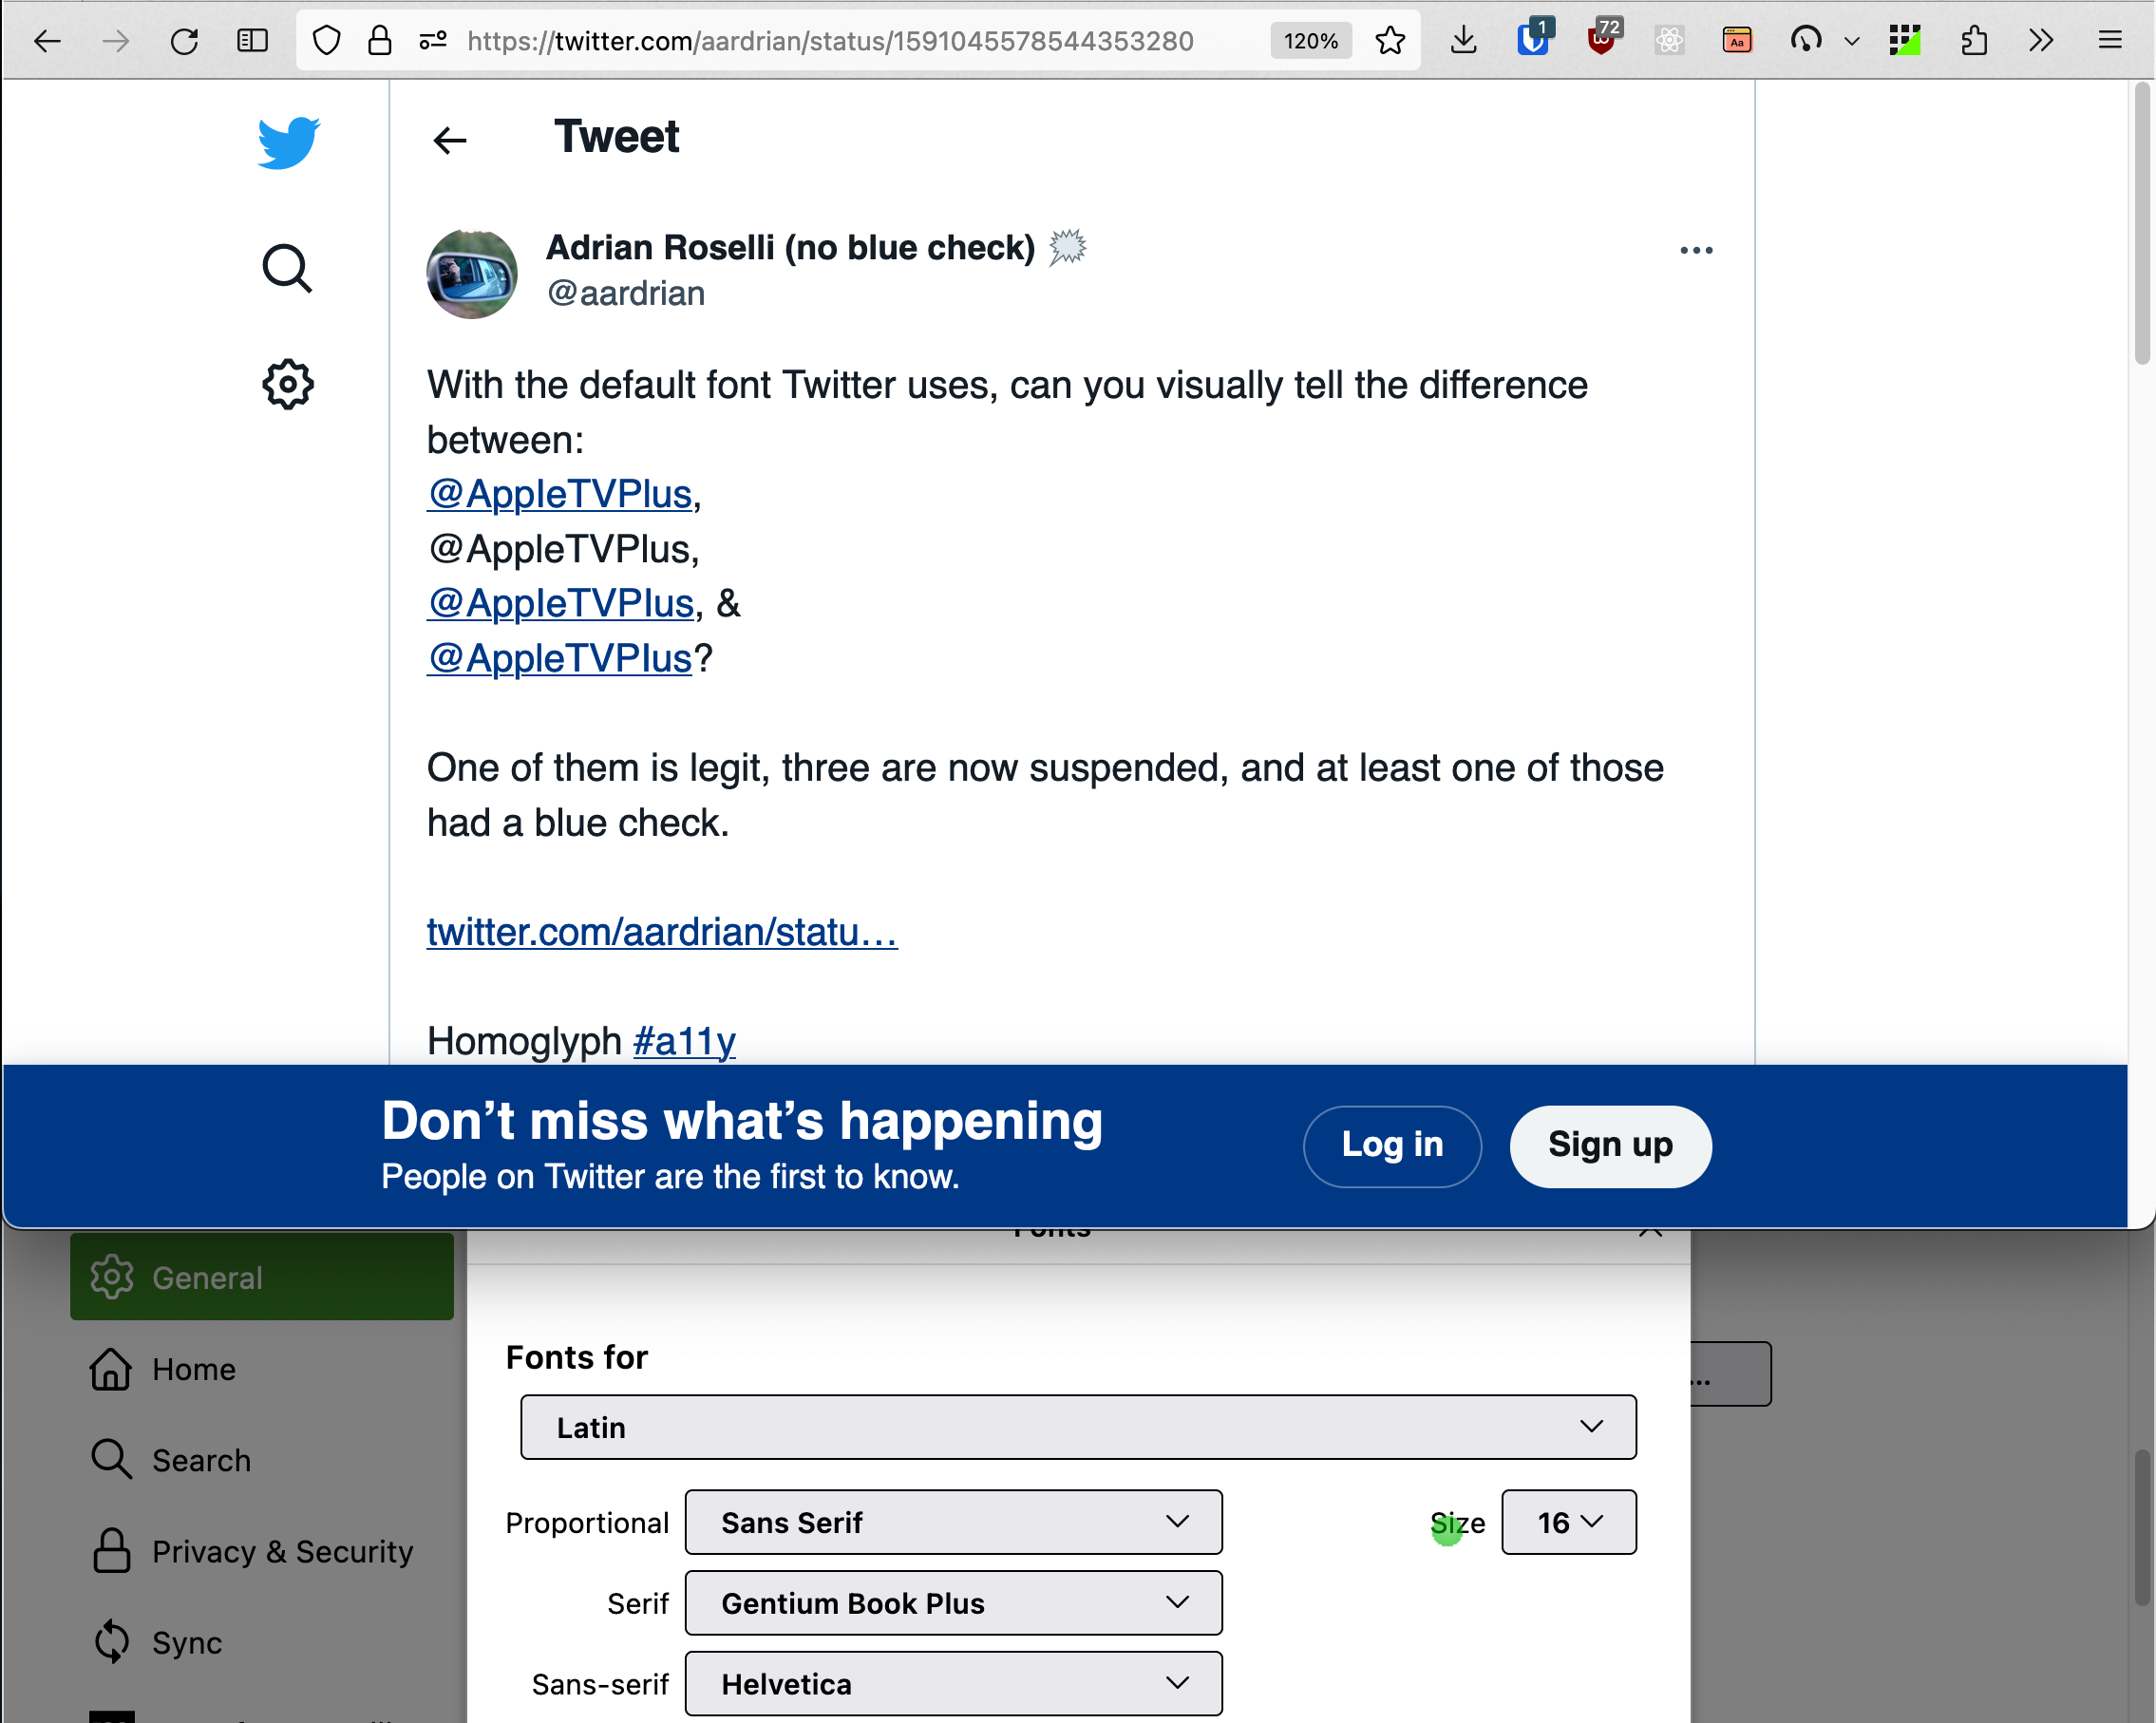 https://twitter.com/aardrian/status/1591045578544353280
120%
1
72
Aa
Tweet
Adrian Roselli (no blue check)
@aardrian
With the default font Twitter uses, can you visually tell the difference
between:
@AppleTVPlus,
@AppleTVPlus,
@AppleTVPlus, &
@AppleTVPlus?
One of them is legit, three are now suspended, and at least one of those
had a blue check.
twitter.com/aardrian/statu…
Homoglyph #a11y
Don’t miss what’s happening
People on Twitter are the first to know.
Log in
Sign up
Fonts
General
Home
Search
Privacy & Security
Sync
Fonts for
Latin
...
Proportional
Sans Serif
Size
16
Serif
Gentium Book Plus
Sans-serif
Helvetica